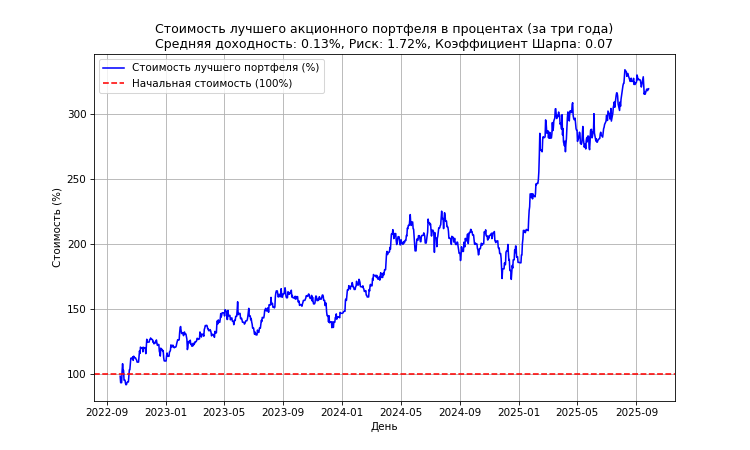 Стоимость лучшего акционного портфеля в процентах (за три года)
Средняя доходность: 0.13%, Риск: 1.72%, Коэффициент Шарпа: 0.07
Стоимость лучшего портфеля (%)
Начальная стоимость (100%)
Стоимость (%)
300
250
200
150
100
2022-09 2023-01 2023-05 2023-09 2024-01 2024-05 2024-09 2025-01 2025-05 2025-09
День